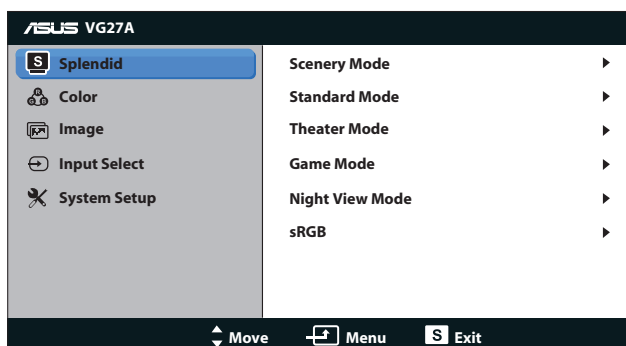 ASUS VG27A
S Splendid
Color
Image
Input Select
System Setup
Scenery Mode
Standard Mode
Theater Mode
Game Mode
Night View Mode
sRGB
Move Menu S Exit